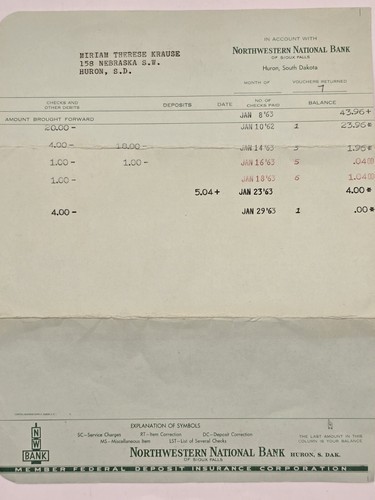 IN ACCOUNT WITH
MIRIAM THERESE KRAUSE
158 NEBRASKA S.W.
HURON, S.D.
NORTHWESTERN NATIONAL BANK
OF SIOUX FALLS
Huron, South Dakota
MONTH OF VOUCHERS RETURNED
7
CHECKS AND OTHER DEBITS DEPOSITS DATE NO. OF CHECKS PAID BALANCE
AMOUNT BROUGHT FORWARD JAN 8'63 43.96+
20.00- JAN 10'62 1 23.96*
4.00- 18.00- JAN 14'63 3 1.96*
1.00- 1.00- JAN 16'63 5 .04
1.00- JAN 18'63 6 1.04
5.04+ JAN 23'63 4.00*
4.00- JAN 29'63 1 .00*
EXPLANATION OF SYMBOLS
SC—Service Charges RT—Item Correction DC—Deposit Correction
MS—Miscellaneous Item LST—List of Several Checks
THE LAST AMOUNT IN THIS COLUMN IS YOUR BALANCE
N
W
BANK
NORTHWESTERN NATIONAL BANK HURON, S. DAK.
OF SIOUX FALLS
MEMBER FEDERAL DEPOSIT INSURANCE CORPORATION